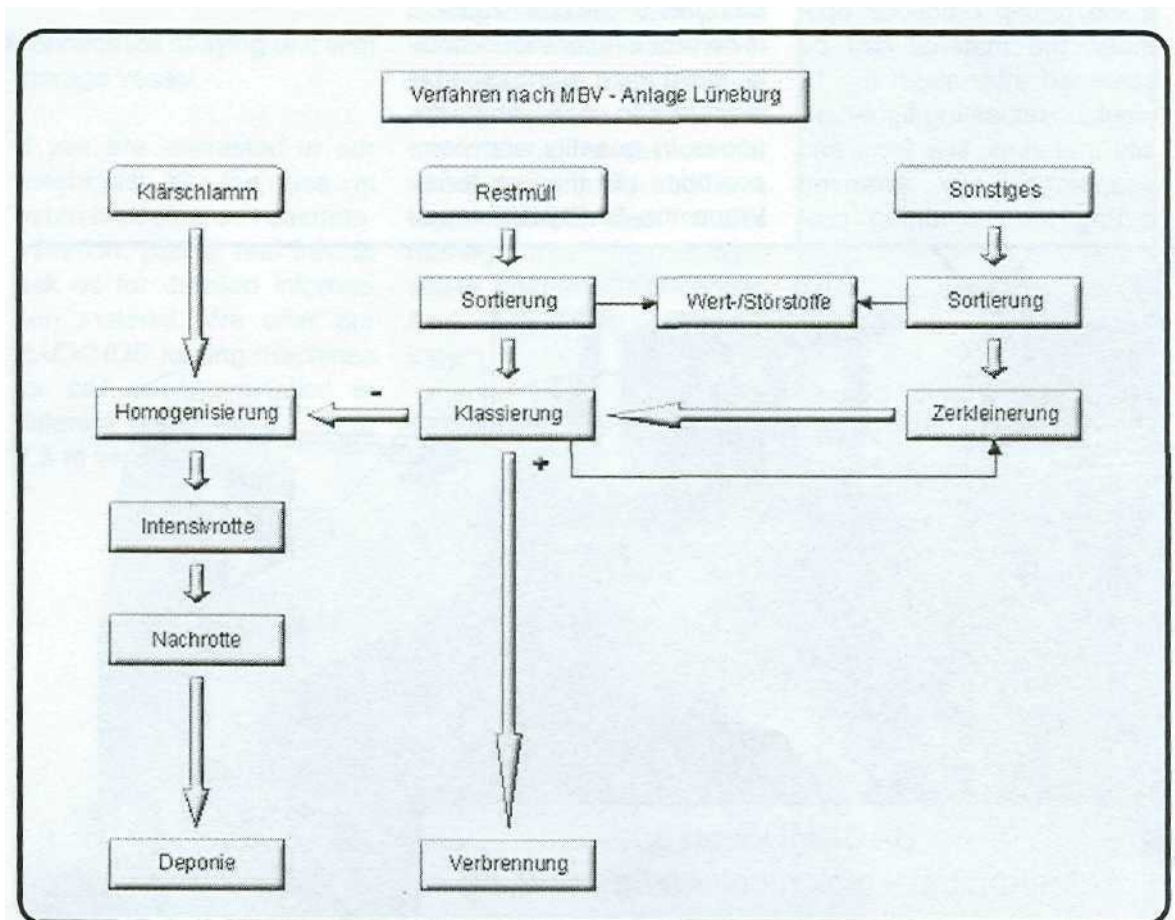 Verfahren nach MBV - Anlage Lüneburg
Klärschlamm
Restmüll
Sonstiges
Sortierung
Wert-/Störstoffe
Sortierung
Homogenisierung
-
Klassierung
Zerkleinerung
+
Intensivrotte
Nachrotte
Deponie
Verbrennung